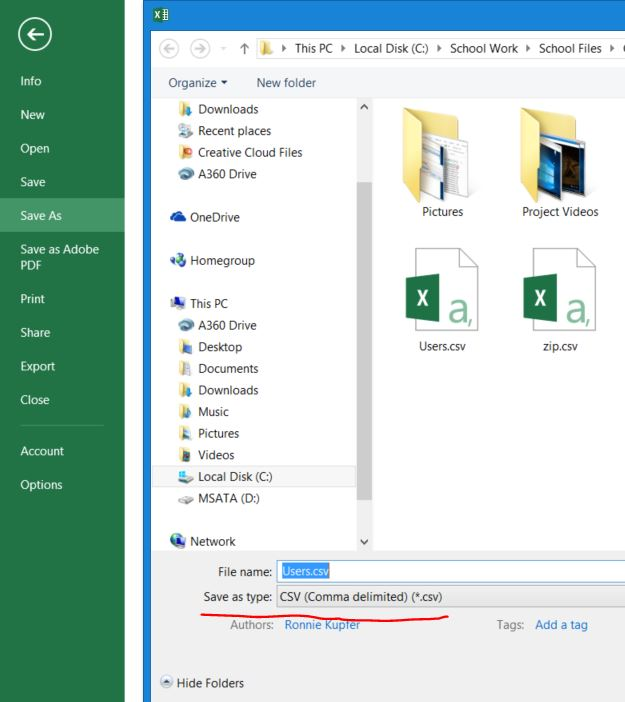 Info
New
Open
Save
Save As
Save as Adobe
PDF
Print
Share
Export
Close
Account
Options
This PC
Local Disk (C:)
School Work
School Files
Organize
New folder
Downloads
Recent places
Creative Cloud Files
A360 Drive
OneDrive
Homegroup
This PC
A360 Drive
Desktop
Documents
Downloads
Music
Pictures
Videos
Local Disk (C:)
MSATA (D:)
Network
Pictures
Project Videos
Users.csv
zip.csv
File name: Users.csv
Save as type: CSV (Comma delimited) (*.csv)
Authors: Ronnie Kupfer
Tags: Add a tag
Hide Folders